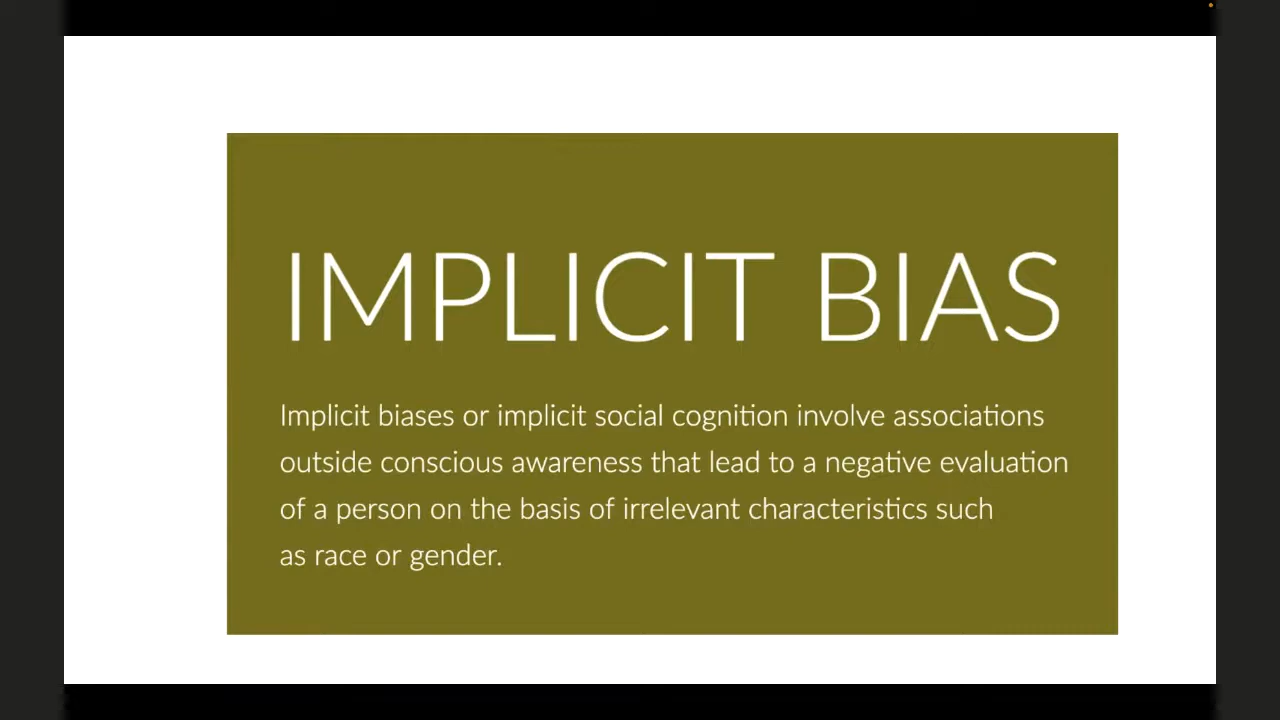 IMPLICIT BIAS
Implicit biases or implicit social cognition involve associations
outside conscious awareness that lead to a negative evaluation
of a person on the basis of irrelevant characteristics such
as race or gender.